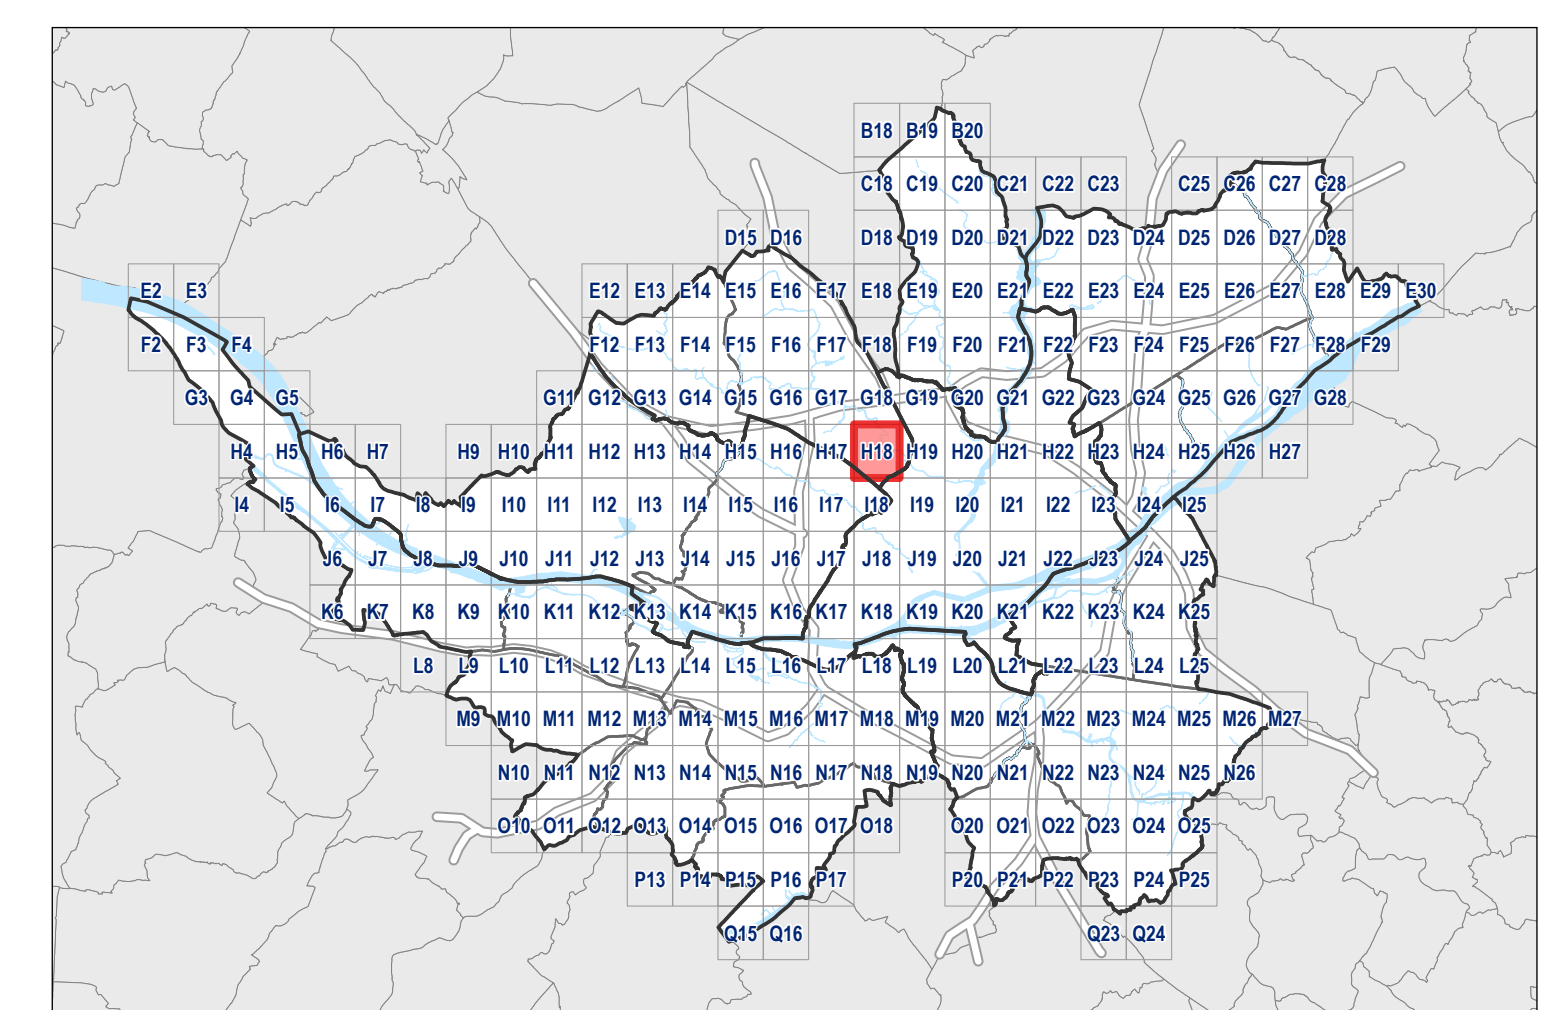 B18 B19 B20
C18 C19 C20 C21 C22 C23 C25 C26 C27 C28
D15 D16 D18 D19 D20 D21 D22 D23 D24 D25 D26 D27 D28
E2 E3 E12 E13 E14 E15 E16 E17 E18 E19 E20 E21 E22 E23 E24 E25 E26 E27 E28 E29 E30
F2 F3 F4 F12 F13 F14 F15 F16 F17 F18 F19 F20 F21 F22 F23 F24 F25 F26 F27 F28 F29
G3 G4 G5 G11 G12 G13 G14 G15 G16 G17 G18 G19 G20 G21 G22 G23 G24 G25 G26 G27 G28
H4 H5 H6 H7 H9 H10 H11 H12 H13 H14 H15 H16 H17 H18 H19 H20 H21 H22 H23 H24 H25 H26 H27
I4 I5 I6 I7 I8 I9 I10 I11 I12 I13 I14 I15 I16 I17 I18 I19 I20 I21 I22 I23 I24 I25
J6 J7 J8 J9 J10 J11 J12 J13 J14 J15 J16 J17 J18 J19 J20 J21 J22 J23 J24 J25
K6 K7 K8 K9 K10 K11 K12 K13 K14 K15 K16 K17 K18 K19 K20 K21 K22 K23 K24 K25
L8 L9 L10 L11 L12 L13 L14 L15 L16 L17 L18 L19 L20 L21 L22 L23 L24 L25
M9 M10 M11 M12 M13 M14 M15 M16 M17 M18 M19 M20 M21 M22 M23 M24 M25 M26 M27
N10 N11 N12 N13 N14 N15 N16 N17 N18 N19 N20 N21 N22 N23 N24 N25 N26
O10 O11 O12 O13 O14 O15 O16 O17 O18 O20 O21 O22 O23 O24 O25
P13 P14 P15 P16 P17 P20 P21 P22 P23 P24 P25
Q15 Q16 Q23 Q24